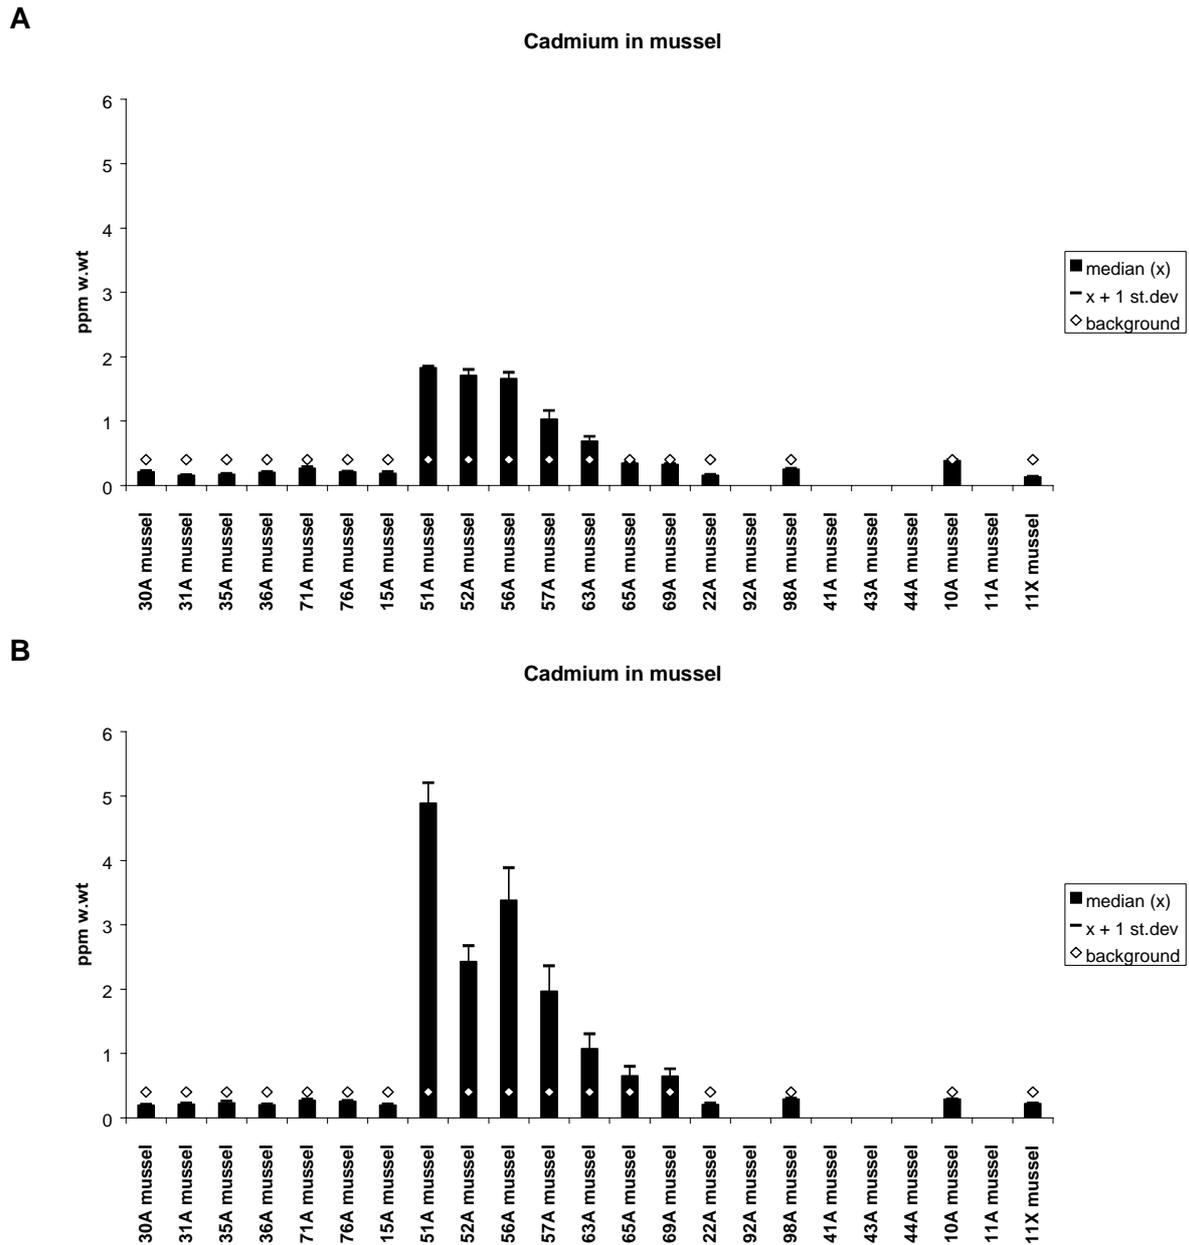 A
Cadmium in mussel
6
5
4
3
2
1
0
ppm w.wt
median (x)
x + 1 st.dev
background
30A mussel
31A mussel
35A mussel
36A mussel
71A mussel
76A mussel
15A mussel
51A mussel
52A mussel
56A mussel
57A mussel
63A mussel
65A mussel
69A mussel
22A mussel
92A mussel
98A mussel
41A mussel
43A mussel
44A mussel
10A mussel
11A mussel
11X mussel
B
Cadmium in mussel
6
5
4
3
2
1
0
ppm w.wt
median (x)
x + 1 st.dev
background
30A mussel
31A mussel
35A mussel
36A mussel
71A mussel
76A mussel
15A mussel
51A mussel
52A mussel
56A mussel
57A mussel
63A mussel
65A mussel
69A mussel
22A mussel
92A mussel
98A mussel
41A mussel
43A mussel
44A mussel
10A mussel
11A mussel
11X mussel